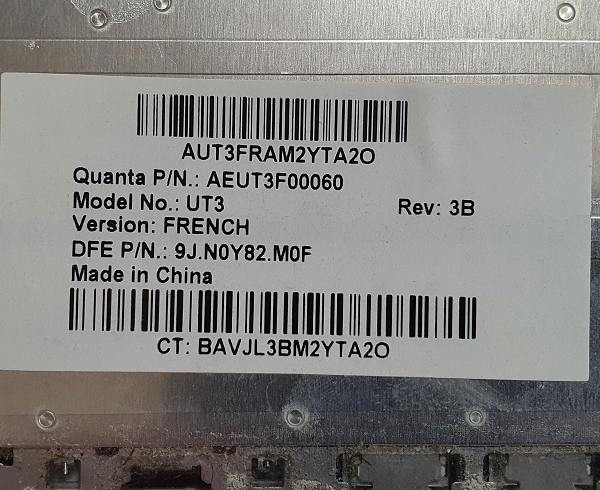 AUT3FRAM2YTA2O
Quanta P/N.: AEUT3F00060
Model No.: UT3 Rev: 3B
Version: FRENCH
DFE P/N.: 9J.N0Y82.M0F
Made in China
CT: BAVJL3BM2YTA2O